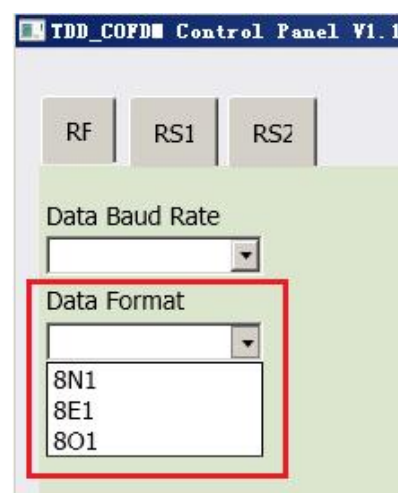 TDD_COFDM Control Panel V1.1
RF RS1 RS2
Data Baud Rate
Data Format
8N1
8E1
8O1